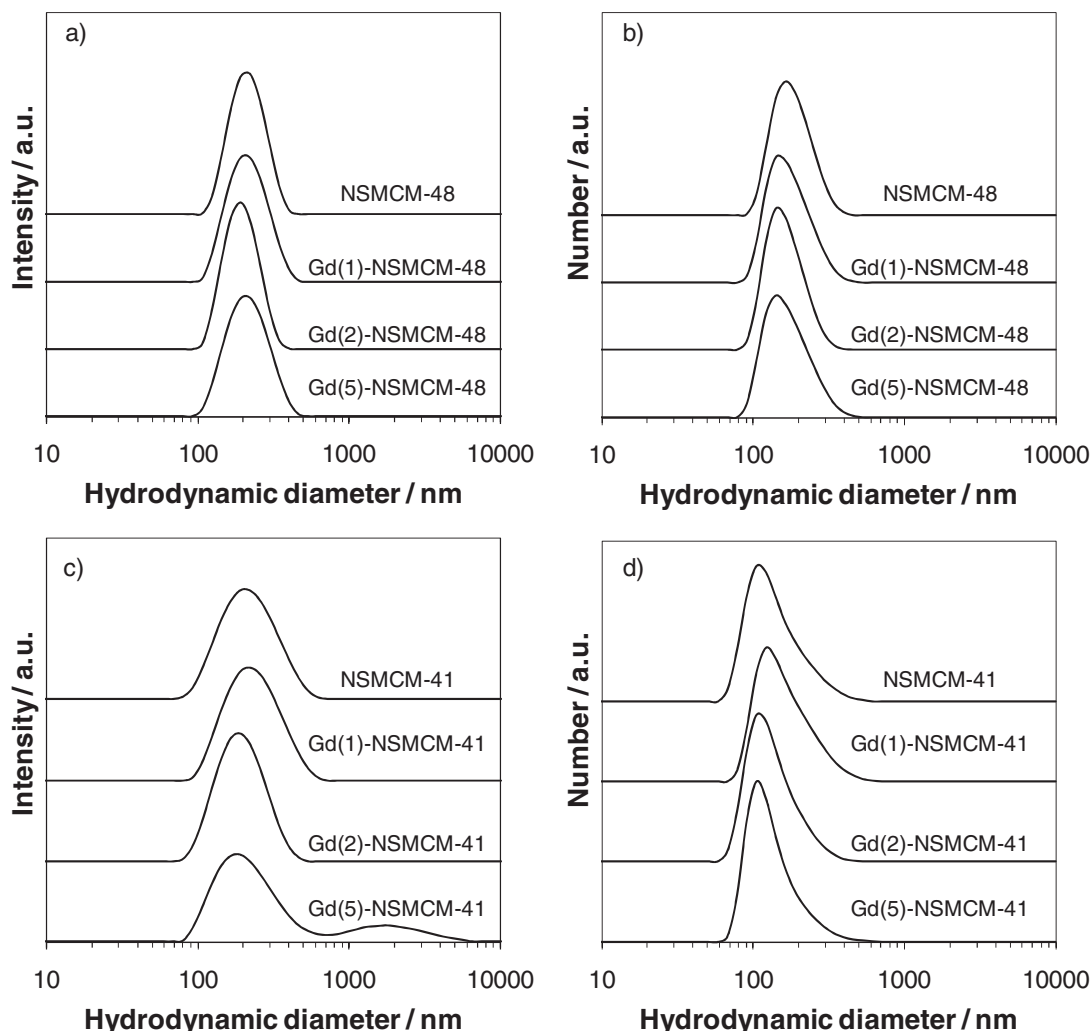 a)
Intensity / a.u.
NSMCM-48
Gd(1)-NSMCM-48
Gd(2)-NSMCM-48
Gd(5)-NSMCM-48
10 100 1000 10000
Hydrodynamic diameter / nm
b)
Number / a.u.
NSMCM-48
Gd(1)-NSMCM-48
Gd(2)-NSMCM-48
Gd(5)-NSMCM-48
10 100 1000 10000
Hydrodynamic diameter / nm
c)
Intensity / a.u.
NSMCM-41
Gd(1)-NSMCM-41
Gd(2)-NSMCM-41
Gd(5)-NSMCM-41
10 100 1000 10000
Hydrodynamic diameter / nm
d)
Number / a.u.
NSMCM-41
Gd(1)-NSMCM-41
Gd(2)-NSMCM-41
Gd(5)-NSMCM-41
10 100 1000 10000
Hydrodynamic diameter / nm